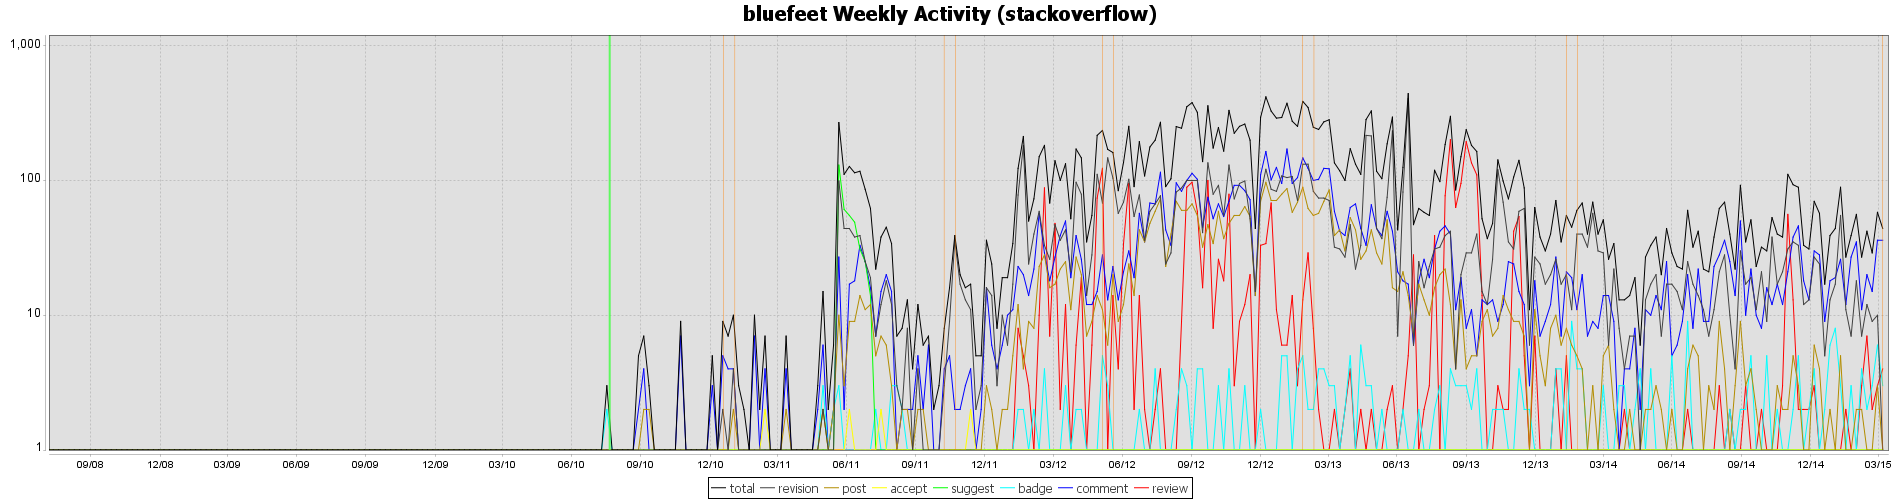 bluefeet Weekly Activity (stackoverflow)
1,000
100
10
1
09/08 12/08 03/09 06/09 09/09 12/09 03/10 06/10 09/10 12/10 03/11 06/11 09/11 12/11 03/12 06/12 09/12 12/12 03/13 06/13 09/13 12/13 03/14 06/14 09/14 12/14 03/15
total revision post accept suggest badge comment review